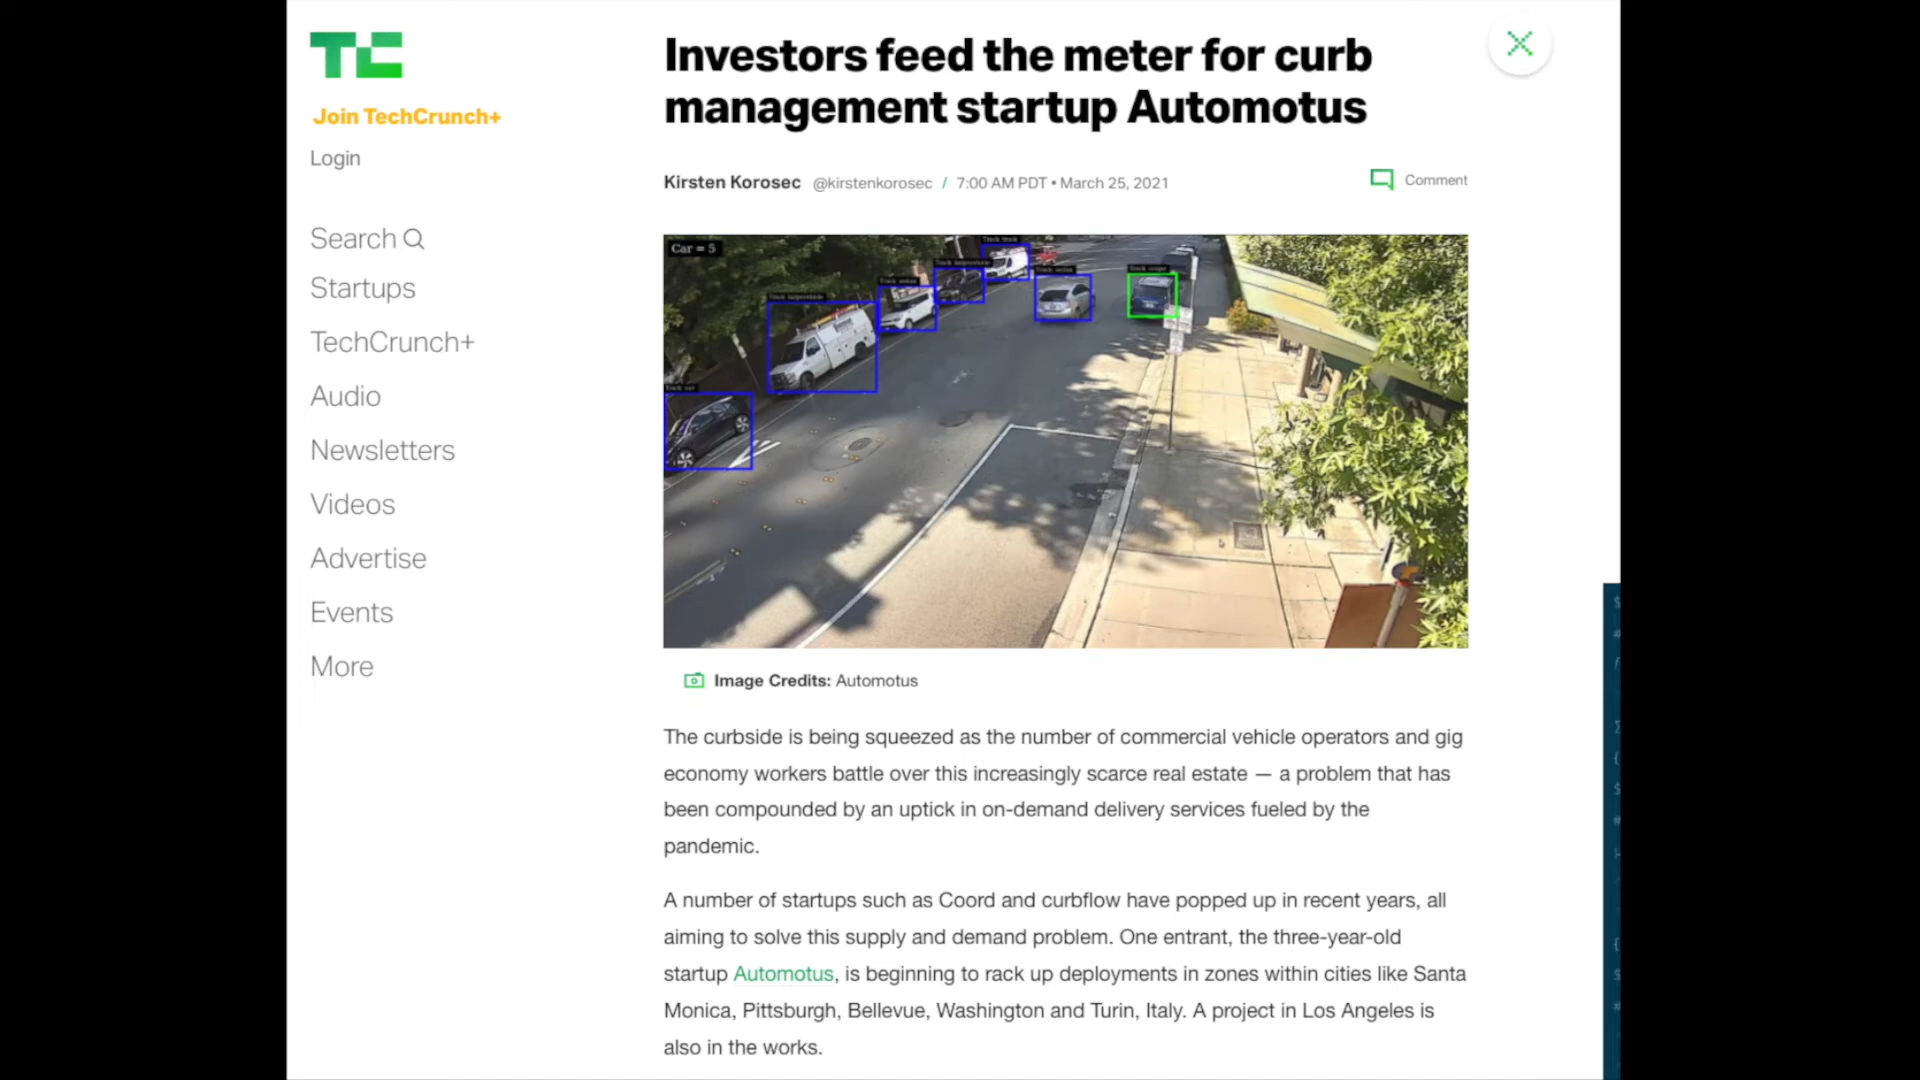 TC
Join TechCrunch+
Login
Search
Startups
TechCrunch+
Audio
Newsletters
Videos
Advertise
Events
More
Investors feed the meter for curb
management startup Automotus
Kirsten Korosec @kirstenkorosec / 7:00 AM PDT • March 25, 2021
Comment
Car = 5
Image Credits: Automotus
The curbside is being squeezed as the number of commercial vehicle operators and gig
economy workers battle over this increasingly scarce real estate — a problem that has
been compounded by an uptick in on-demand delivery services fueled by the
pandemic.
A number of startups such as Coord and curbflow have popped up in recent years, all
aiming to solve this supply and demand problem. One entrant, the three-year-old
startup Automotus, is beginning to rack up deployments in zones within cities like Santa
Monica, Pittsburgh, Bellevue, Washington and Turin, Italy. A project in Los Angeles is
also in the works.